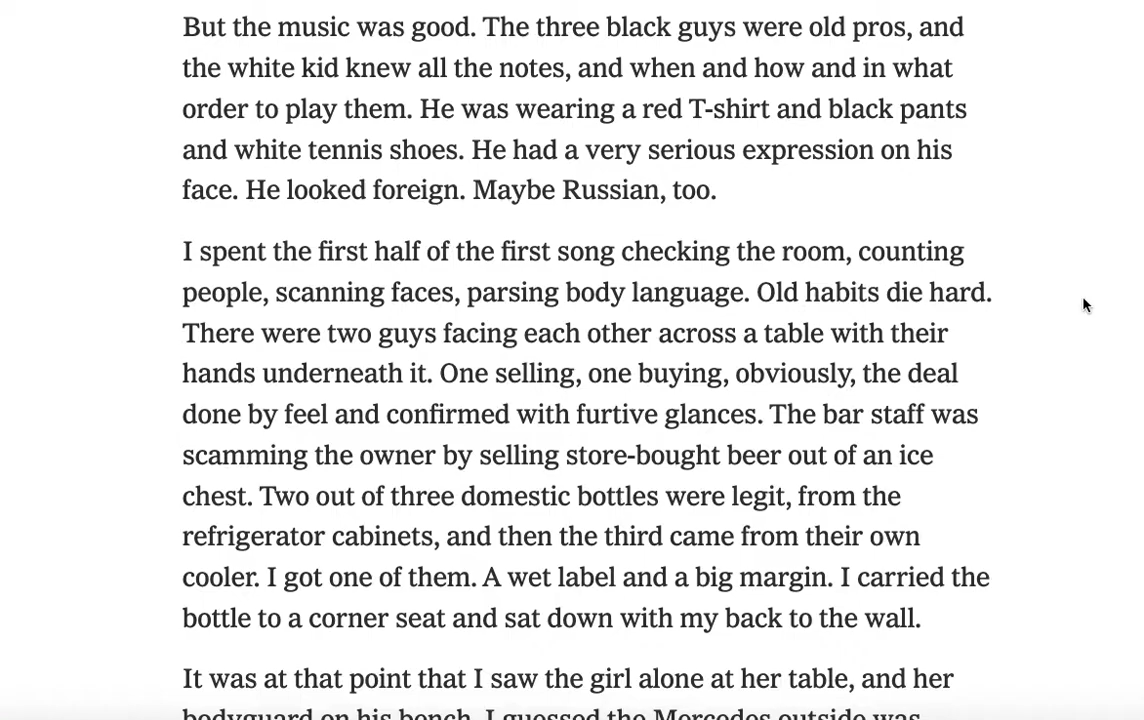 But the music was good. The three black guys were old pros, and
the white kid knew all the notes, and when and how and in what
order to play them. He was wearing a red T-shirt and black pants
and white tennis shoes. He had a very serious expression on his
face. He looked foreign. Maybe Russian, too.
I spent the first half of the first song checking the room, counting
people, scanning faces, parsing body language. Old habits die hard.
There were two guys facing each other across a table with their
hands underneath it. One selling, one buying, obviously, the deal
done by feel and confirmed with furtive glances. The bar staff was
scamming the owner by selling store-bought beer out of an ice
chest. Two out of three domestic bottles were legit, from the
refrigerator cabinets, and then the third came from their own
cooler. I got one of them. A wet label and a big margin. I carried the
bottle to a corner seat and sat down with my back to the wall.
It was at that point that I saw the girl alone at her table, and her
bodyguard on his bench. I guessed the Mercedes outside was